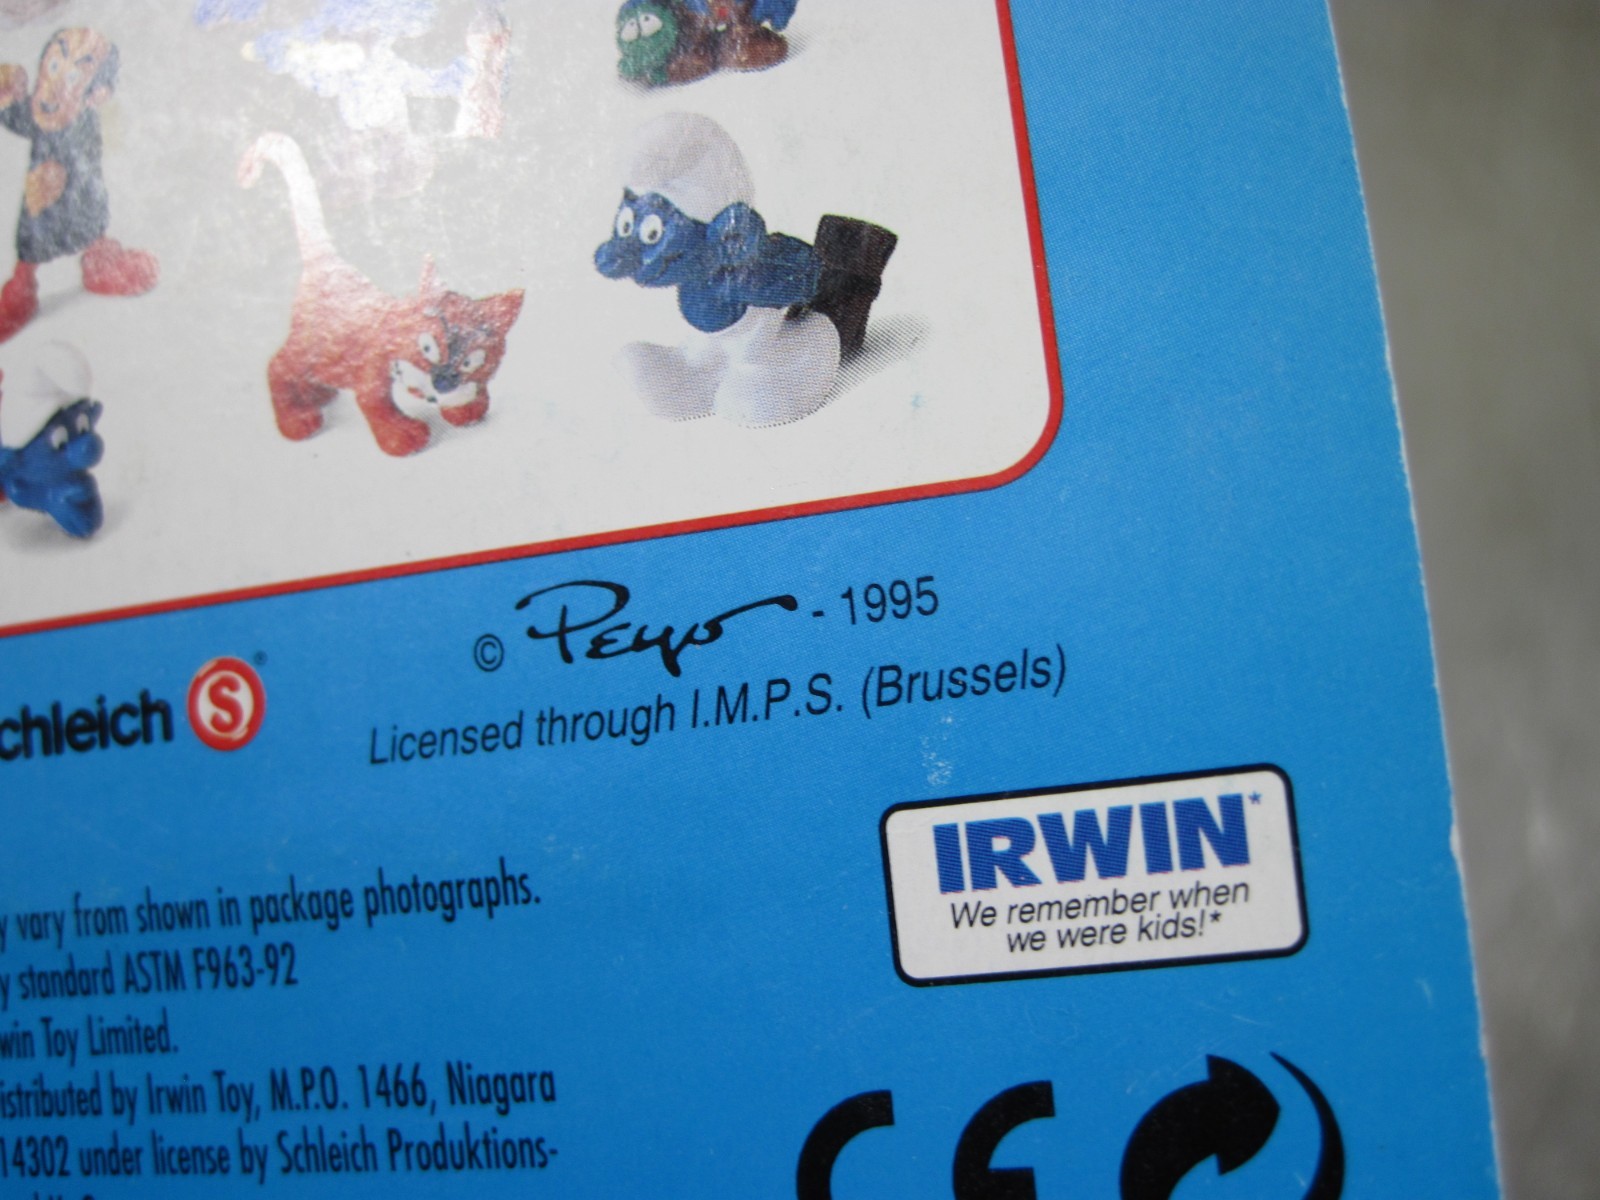 © Peyo - 1995
Licensed through I.M.P.S. (Brussels)
chleich S®
IRWIN*
We remember when
we were kids!*
y vary from shown in package photographs.
y standard ASTM F963-92
win Toy Limited.
istributed by Irwin Toy, M.P.O. 1466, Niagara
14302 under license by Schleich Produktions-
CE